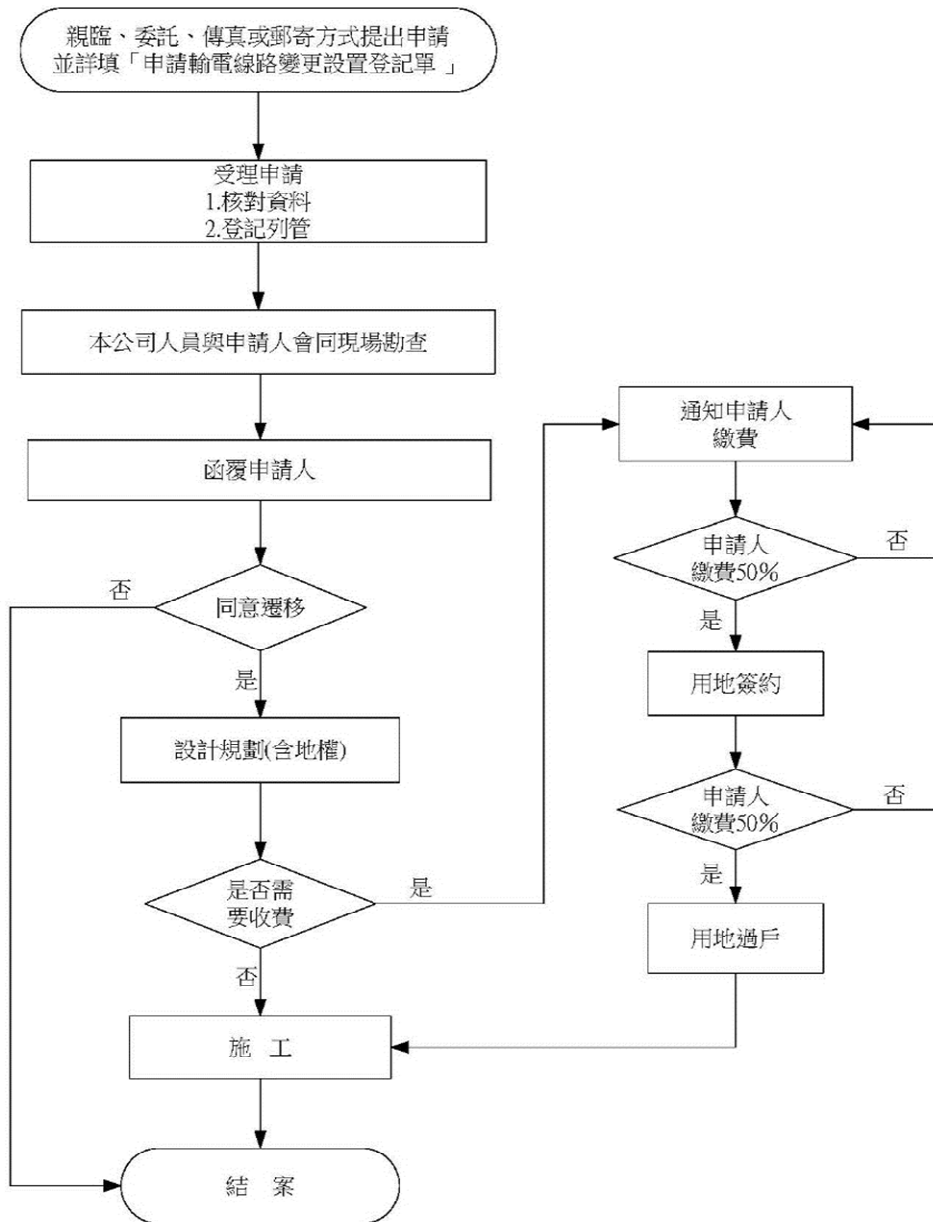 親臨、委託、傳真或郵寄方式提出申請
並詳填「申請輸電線路變更設置登記單 」
受理申請
1.核對資料
2.登記列管
本公司人員與申請人會同現場勘查
函覆申請人
否
同意遷移
是
設計規劃(含地權)
是否需
要收費
是
否
施 工
結 案
通知申請人
繳費
申請人
繳費50%
否
是
用地簽約
申請人
繳費50%
否
是
用地過戶